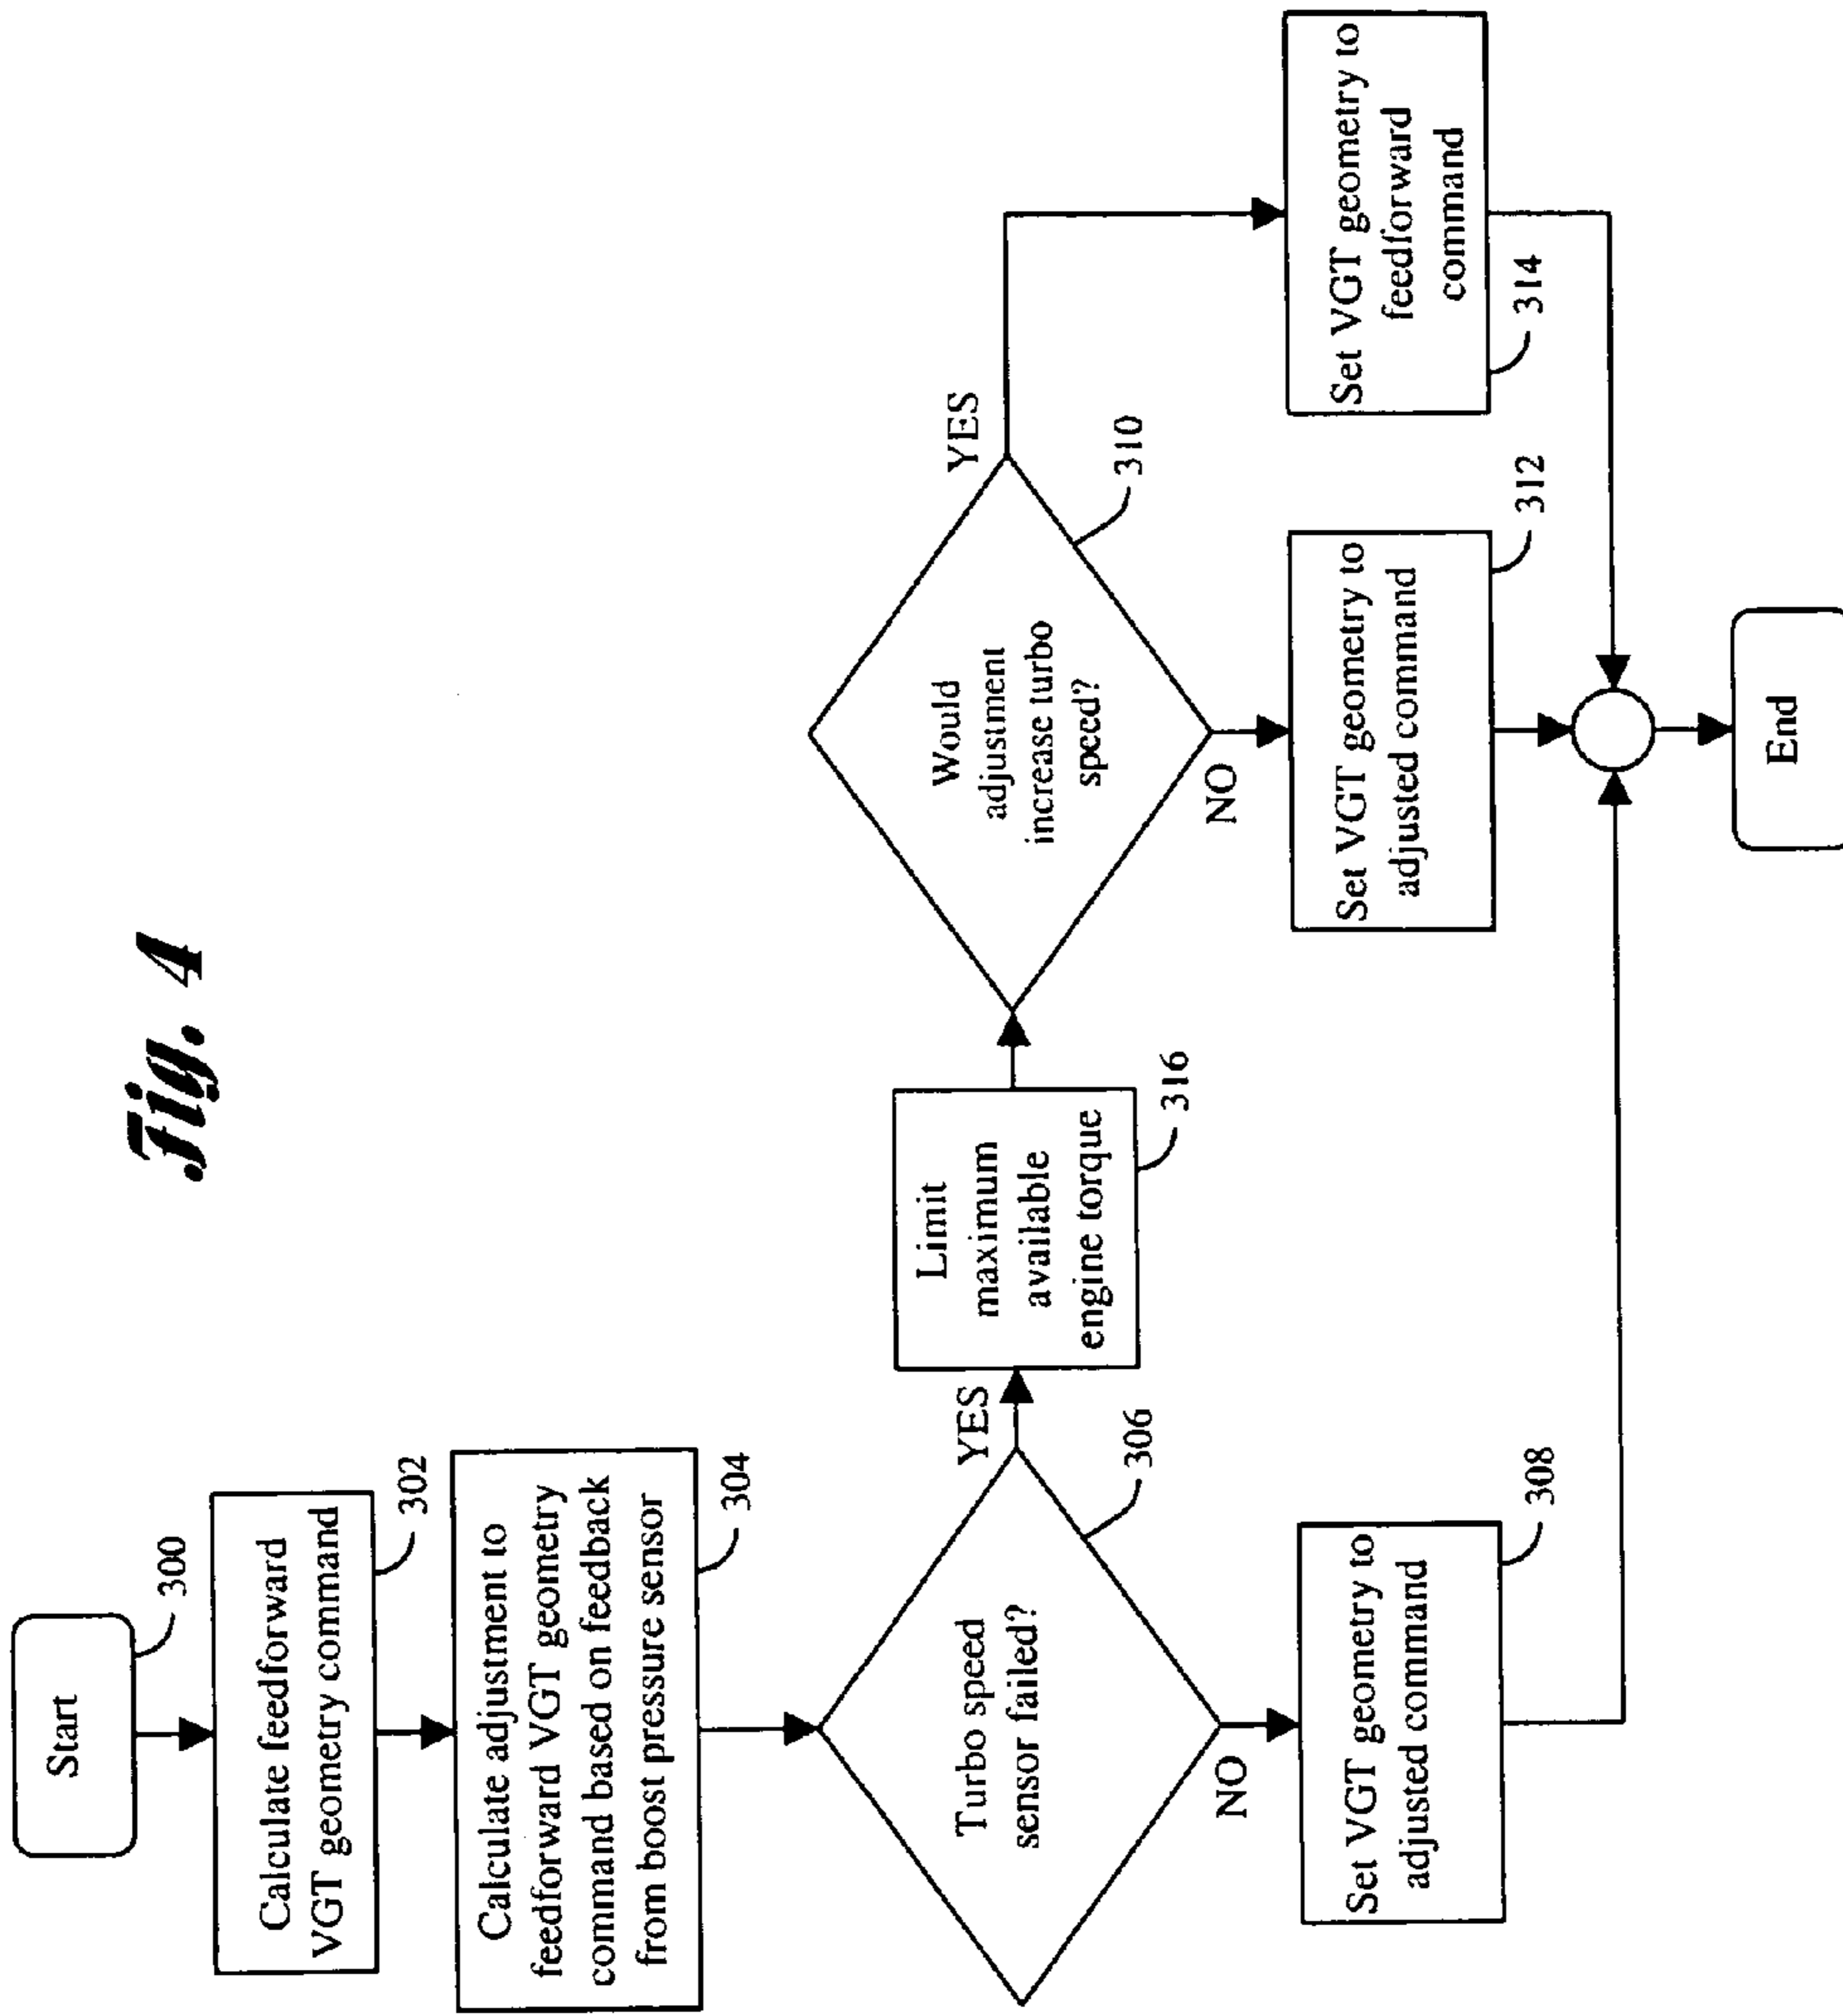 Fig. 4
Start
300
Calculate feedforward
VGT geometry command
302
Calculate adjustment to
feedforward VGT geometry
command based on feedback
from boost pressure sensor
304
Turbo speed
sensor failed?
306
YES
NO
Set VGT geometry to
adjusted command
308
Limit
maximum
available
engine torque
316
Would
adjustment
increase turbo
speed?
310
YES
NO
Set VGT geometry to
adjusted command
312
Set VGT geometry to
feedforward
command
314
End